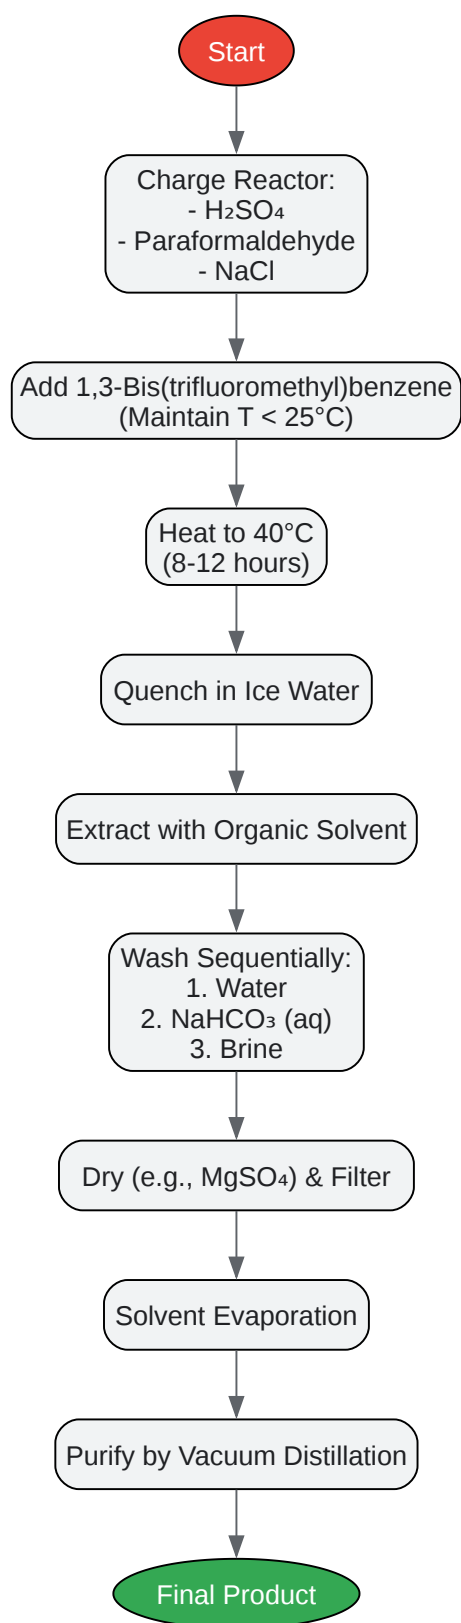 Start
Charge Reactor:
- H₂SO₄
- Paraformaldehyde
- NaCl
Add 1,3-Bis(trifluoromethyl)benzene
(Maintain T < 25°C)
Heat to 40°C
(8-12 hours)
Quench in Ice Water
Extract with Organic Solvent
Wash Sequentially:
1. Water
2. NaHCO₃ (aq)
3. Brine
Dry (e.g., MgSO₄) & Filter
Solvent Evaporation
Purify by Vacuum Distillation
Final Product